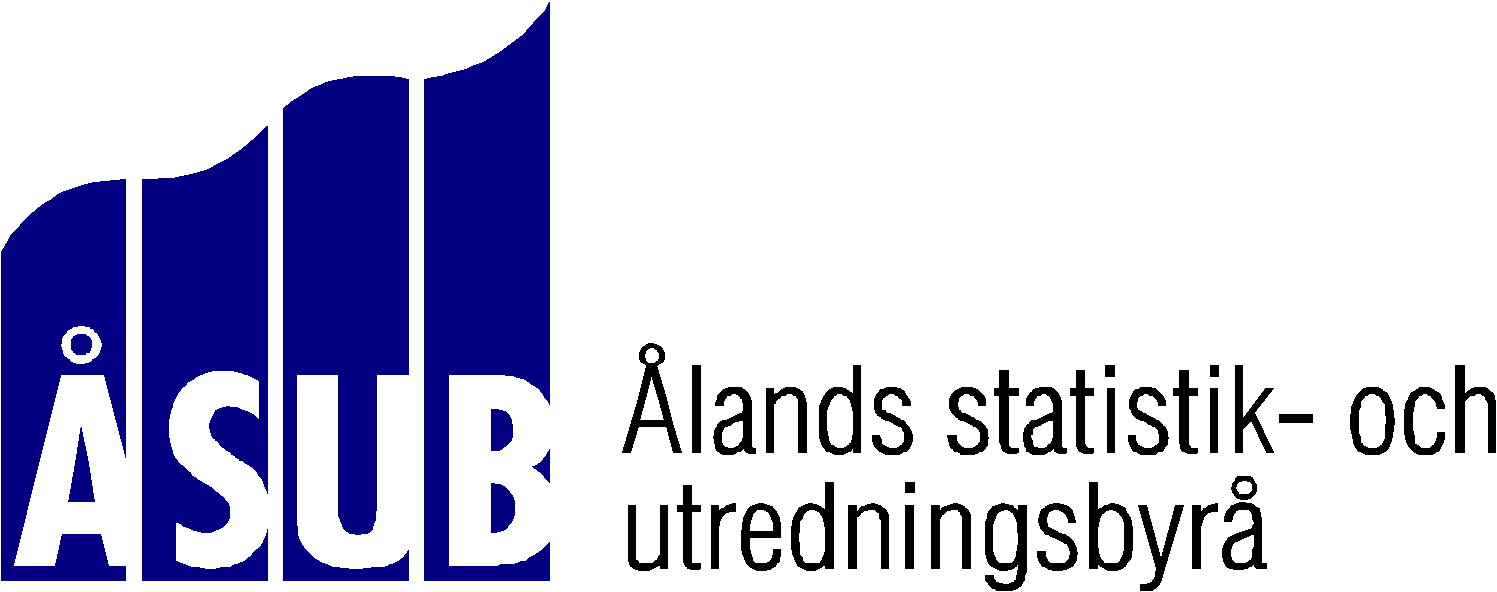 ÅSUB
Ålands statistik- och
utredningsbyrå